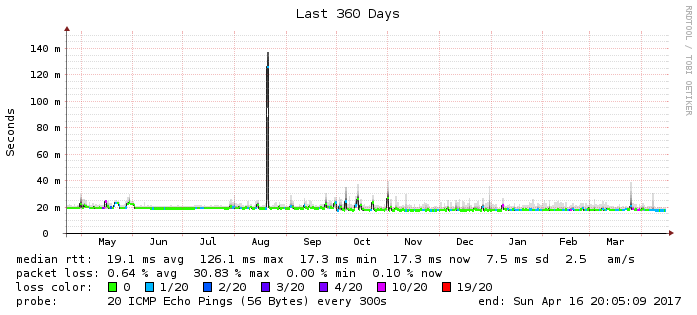 Last 360 Days
RRDTOOL / TOBI OETIKER
Seconds
140 m
120 m
100 m
80 m
60 m
40 m
20 m
0
May Jun Jul Aug Sep Oct Nov Dec Jan Feb Mar
median rtt: 19.1 ms avg 126.1 ms max 17.3 ms min 17.3 ms now 7.5 ms sd 2.5 am/s
packet loss: 0.64 % avg 30.83 % max 0.00 % min 0.10 % now
loss color: 0 1/20 2/20 3/20 4/20 10/20 19/20
probe: 20 ICMP Echo Pings (56 Bytes) every 300s end: Sun Apr 16 20:05:09 2017